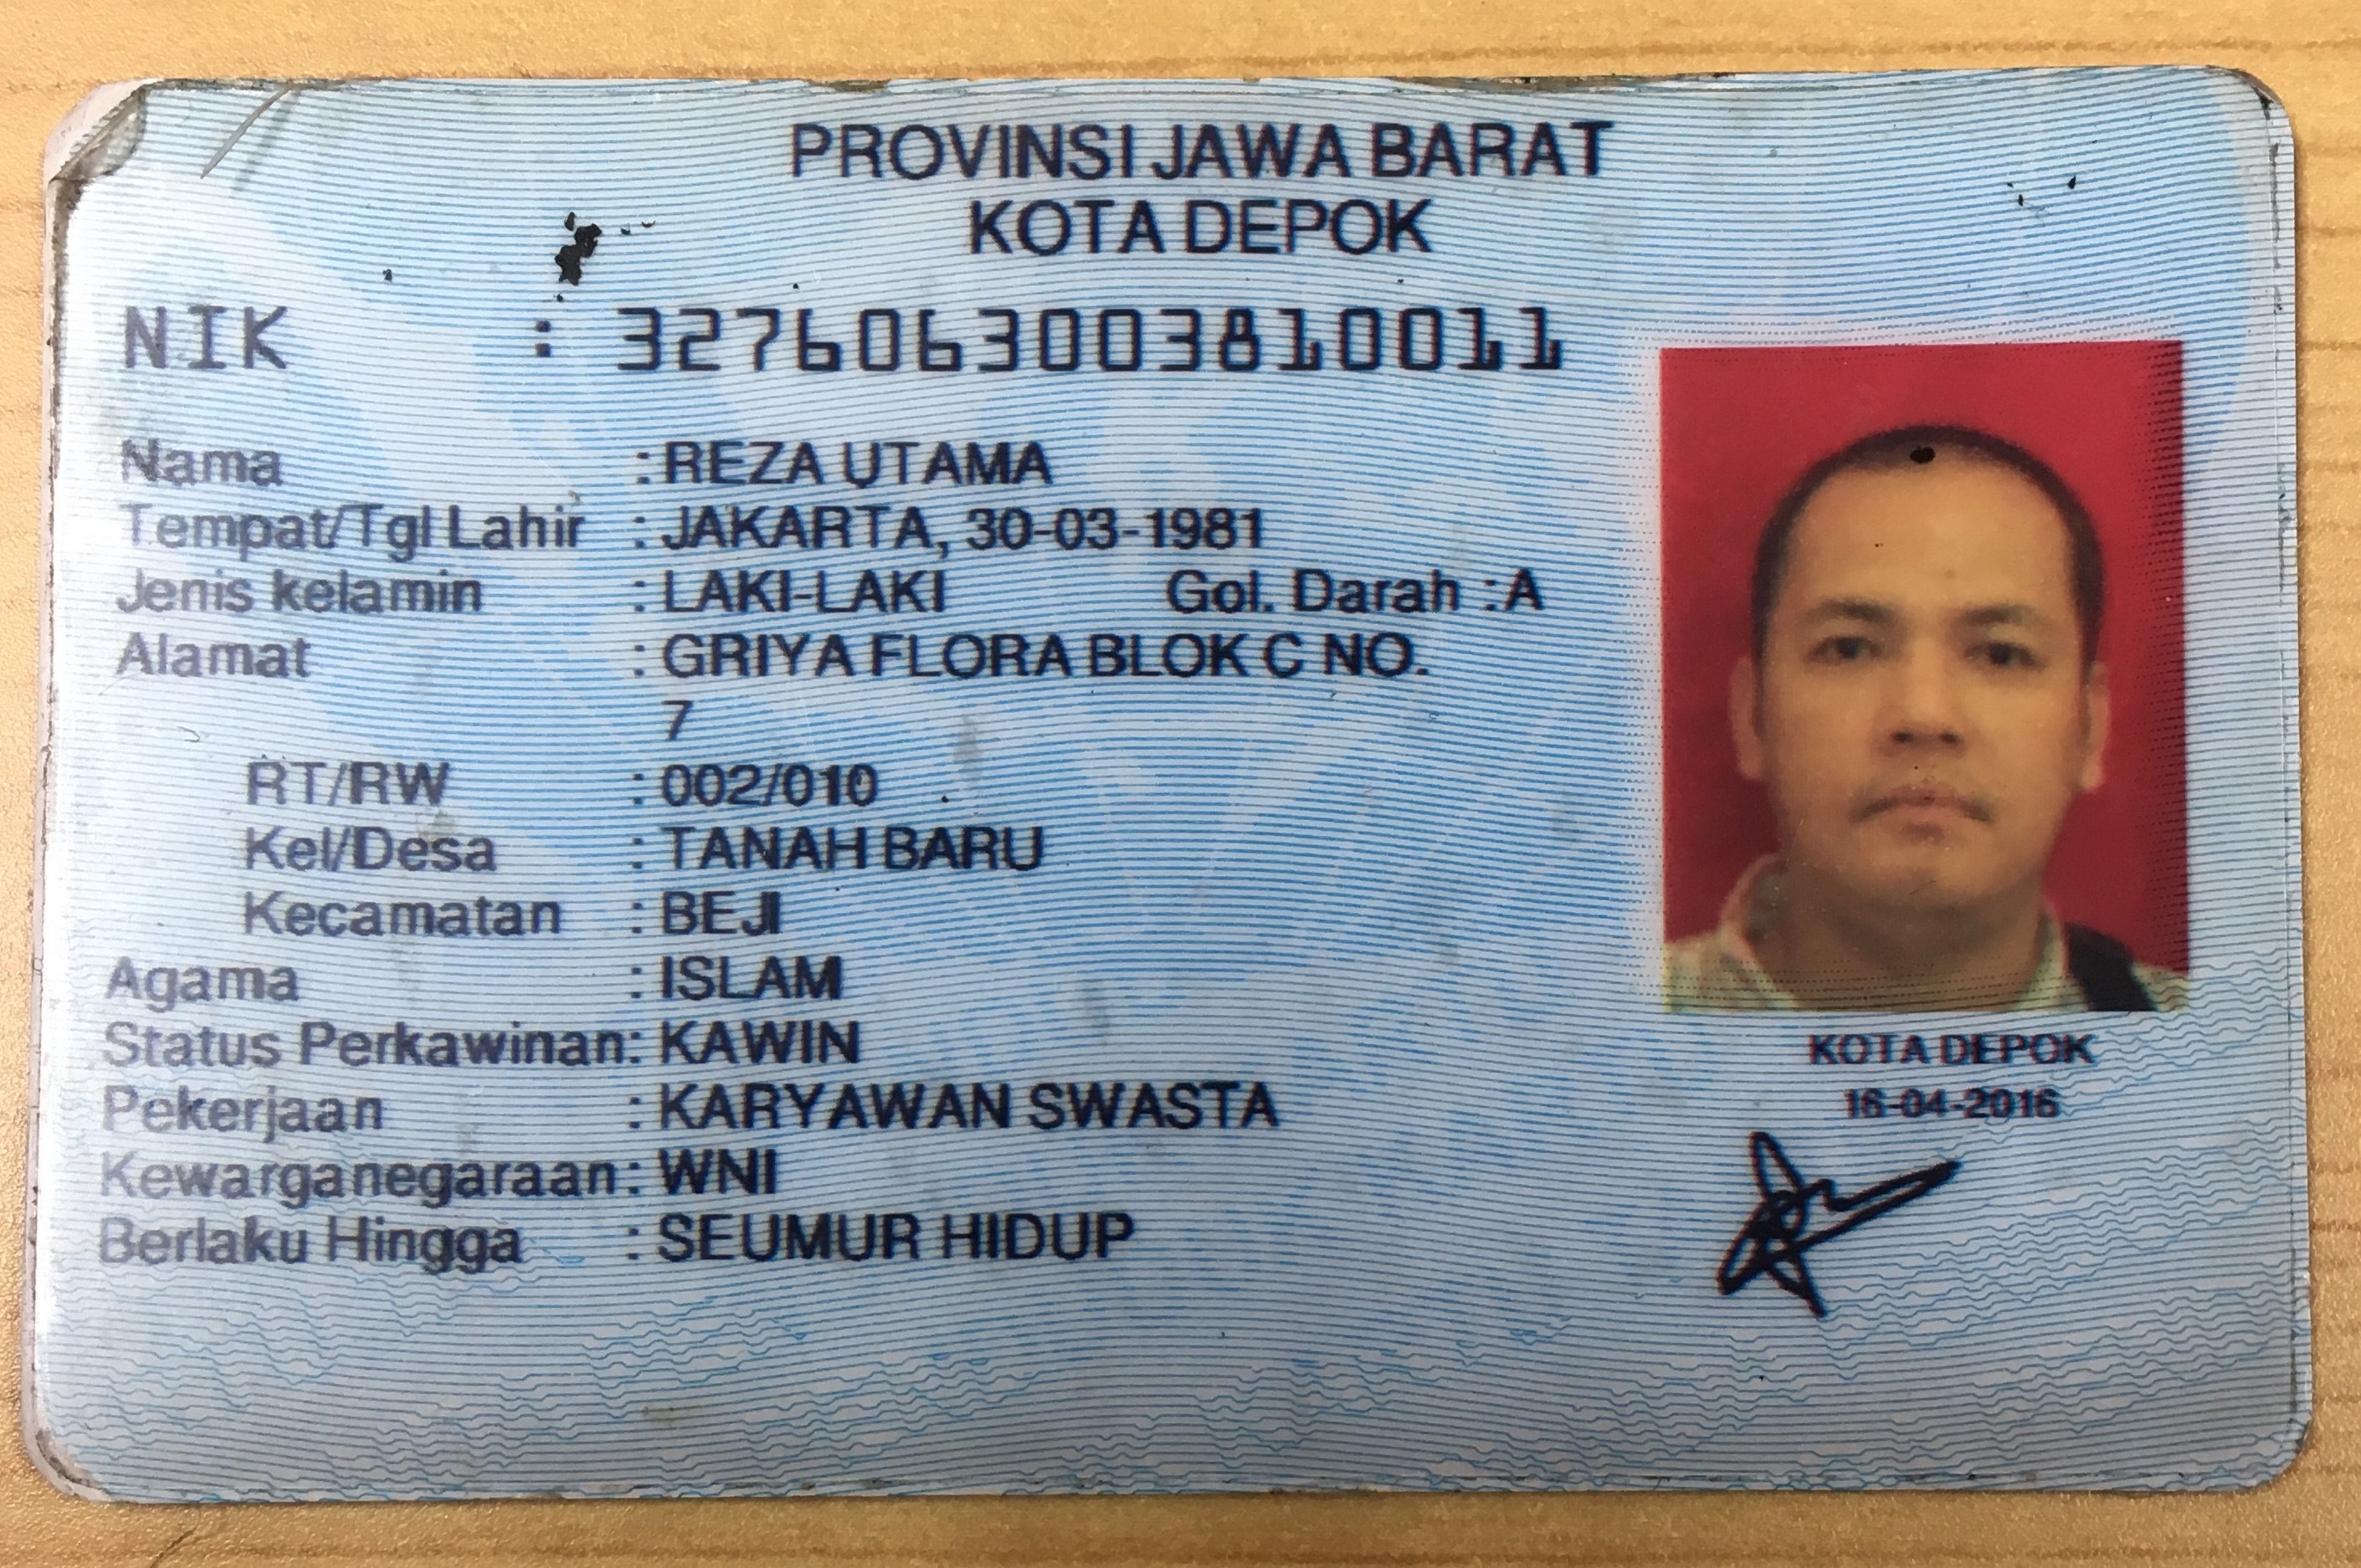 PROVINSI JAWA BARAT
KOTA DEPOK
NIK : 3276063003810011
Nama : REZA UTAMA
Tempat/Tgl Lahir : JAKARTA, 30-03-1981
Jenis kelamin : LAKI-LAKI Gol. Darah : A
Alamat : GRIYA FLORA BLOK C NO.
7
RT/RW : 002/010
Kel/Desa : TANAH BARU
Kecamatan : BEJI
Agama : ISLAM
Status Perkawinan: KAWIN
Pekerjaan : KARYAWAN SWASTA
Kewarganegaraan: WNI
Berlaku Hingga : SEUMUR HIDUP
KOTA DEPOK
16-04-2016